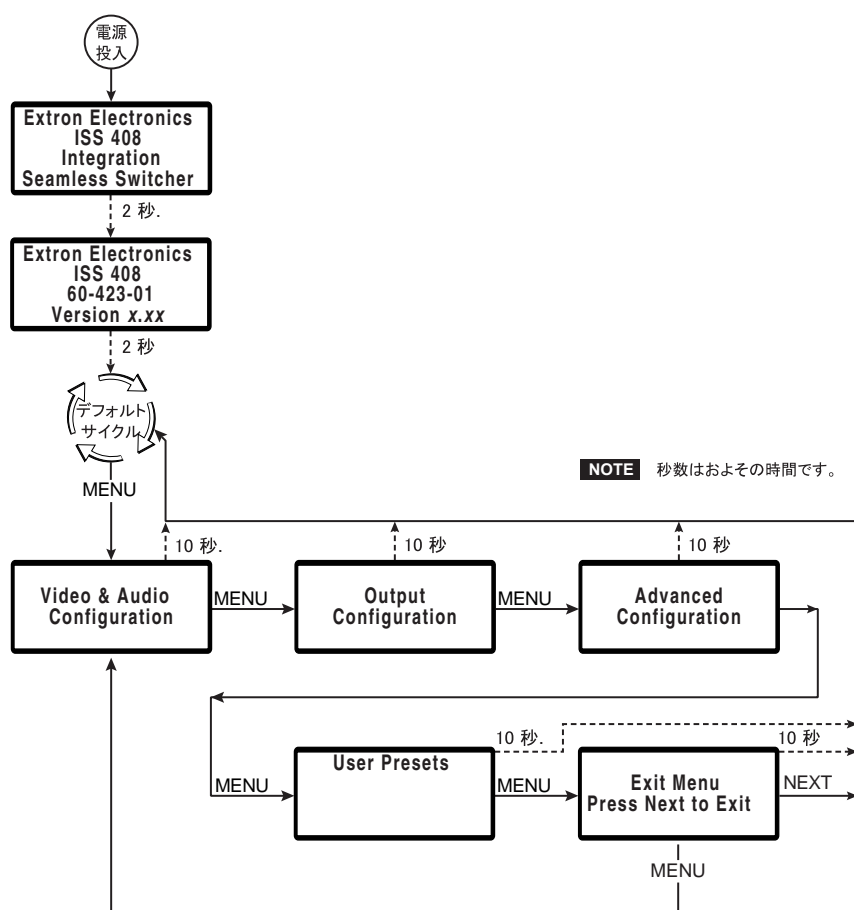 電源
投入
Extron Electronics
ISS 408
Integration
Seamless Switcher
2 秒.
Extron Electronics
ISS 408
60-423-01
Version x.xx
2 秒
デフォルト
サイクル
MENU
NOTE 秒数はおよその時間です。
10 秒.
10 秒
10 秒
Video & Audio
Configuration
MENU
Output
Configuration
MENU
Advanced
Configuration
MENU
User Presets
10 秒.
MENU
Exit Menu
Press Next to Exit
10 秒
NEXT
MENU